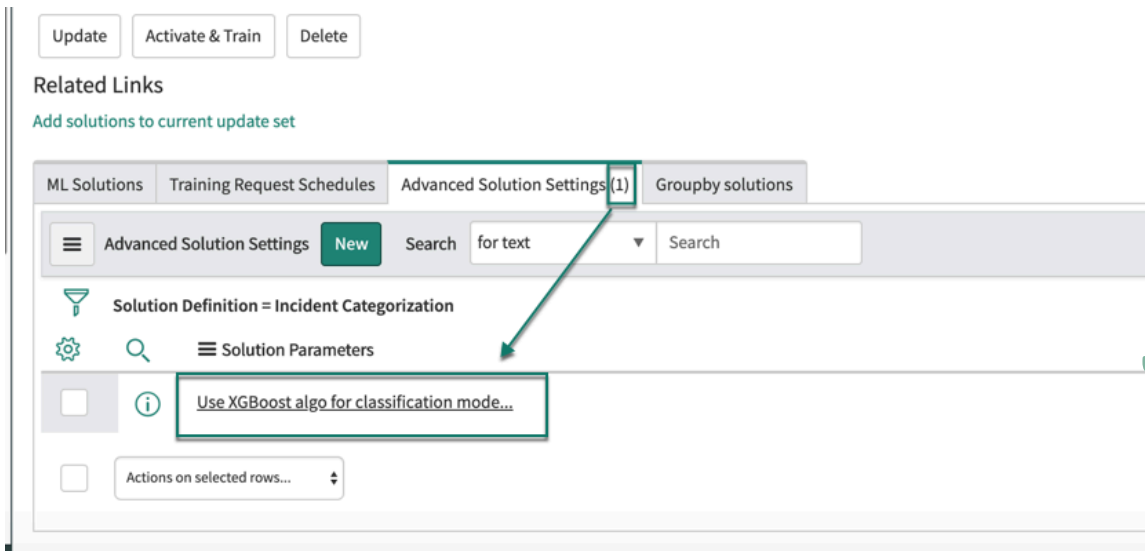 Update Activate & Train Delete
Related Links
Add solutions to current update set
ML Solutions Training Request Schedules Advanced Solution Settings (1) Groupby solutions
Advanced Solution Settings New Search for text Search
Solution Definition = Incident Categorization
Solution Parameters
Use XGBoost algo for classification mode...
Actions on selected rows...